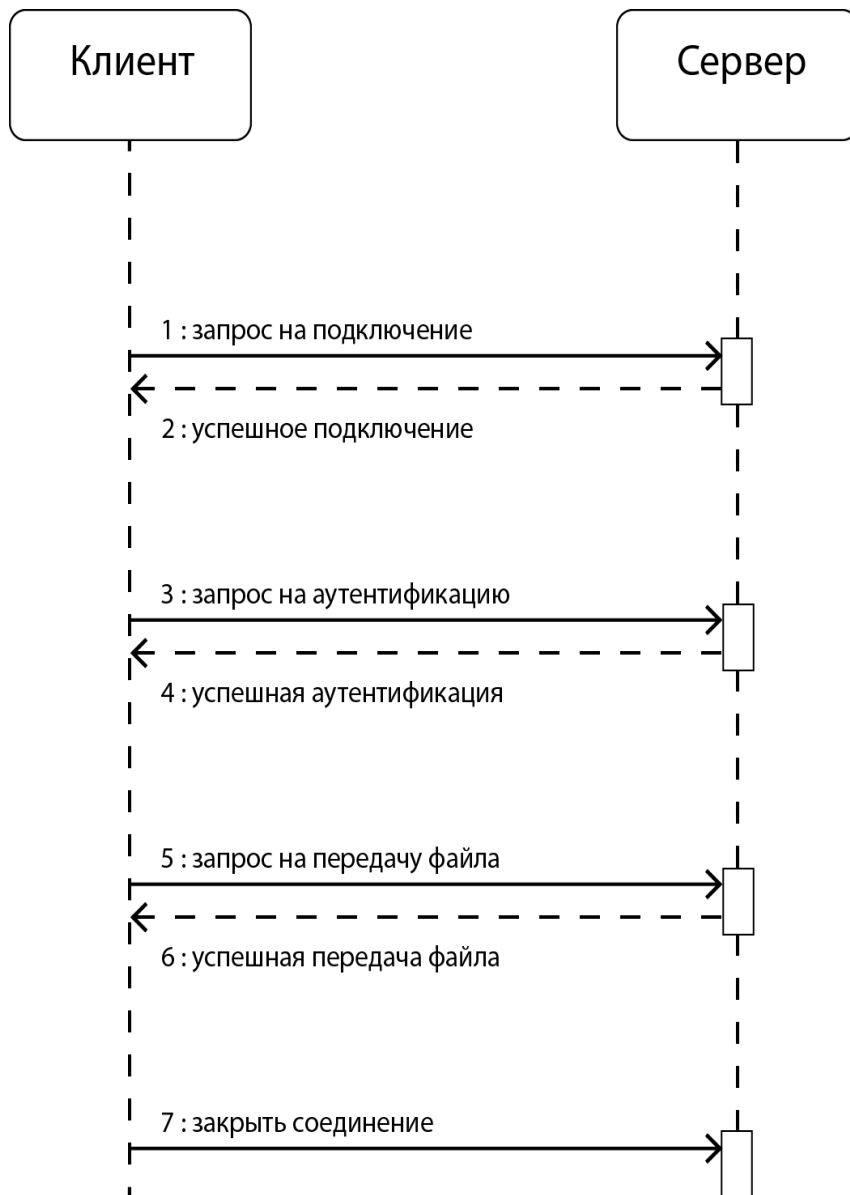 Клиент
Сервер
1 : запрос на подключение
2 : успешное подключение
3 : запрос на аутентификацию
4 : успешная аутентификация
5 : запрос на передачу файла
6 : успешная передача файла
7 : закрыть соединение